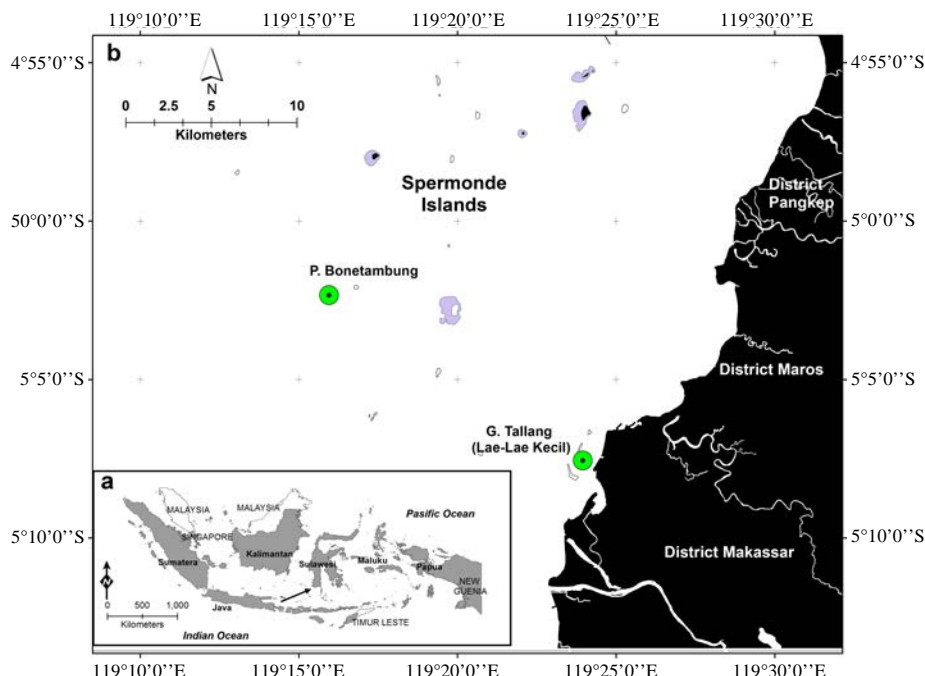 119°10’0’’E 119°15’0’’E 119°20’0’’E 119°25’0’’E 119°30’0’’E
b
4°55’0’’S 4°55’0’’S
N
0 2.5 5 10
Kilometers
Spermonde
Islands
District
Pangkep
50°0’0’’S 5°0’0’’S
P. Bonetambung
5°5’0’’S 5°5’0’’S
District Maros
G. Tallang
(Lae-Lae Kecil)
a
MALAYSIA
MALAYSIA
Pasific Ocean
SINGAPORE
Kalimantan
Sumatera
Sulawesi
Maluku
Papua
NEW
GUENIA
N
0 500 1,000
Kilometers
Java
TIMUR LESTE
Indian Ocean
5°10’0’’S 5°10’0’’S
District Makassar
119°10’0’’E 119°15’0’’E 119°20’0’’E 119°25’0’’E 119°30’0’’E